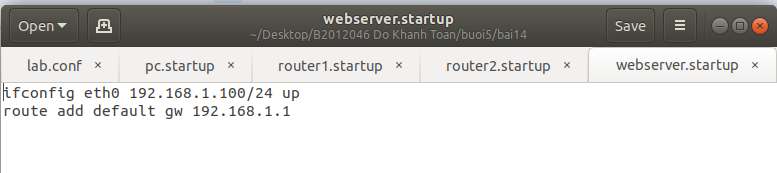 webserver.startup
Open
~/Desktop/B2012046 Do Khanh Toan/buoi5/bai14
Save
lab.conf × pc.startup × router1.startup × router2.startup × webserver.startup ×
ifconfig eth0 192.168.1.100/24 up
route add default gw 192.168.1.1